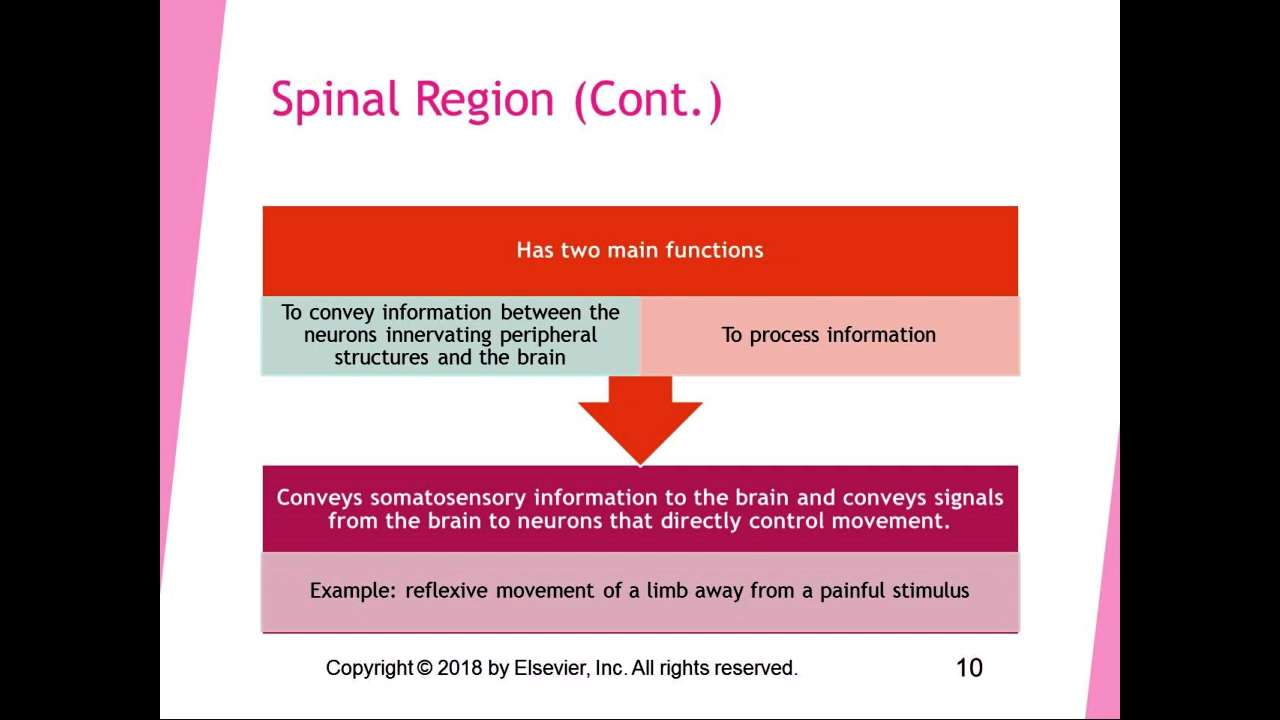 Spinal Region (Cont.)
Has two main functions
To convey information between the
neurons innervating peripheral
structures and the brain
To process information
Conveys somatosensory information to the brain and conveys signals
from the brain to neurons that directly control movement.
Example: reflexive movement of a limb away from a painful stimulus
Copyright © 2018 by Elsevier, Inc. All rights reserved.
10